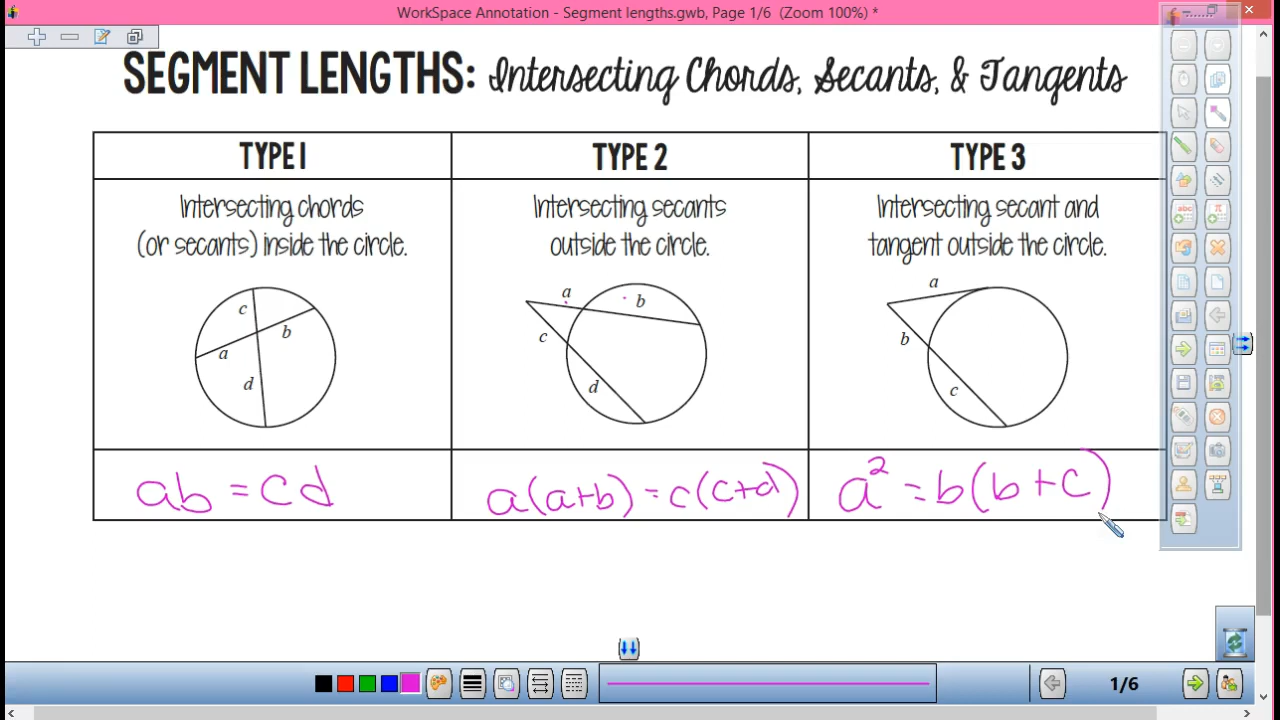 WorkSpace Annotation - Segment lengths.gwb, Page 1/6 (Zoom 100%) *
SEGMENT LENGTHS: Intersecting Chords, Secants, & Tangents
TYPE 1
TYPE 2
TYPE 3
Intersecting chords
(or secants) inside the circle.
Intersecting secants
outside the circle.
Intersecting secant and
tangent outside the circle.
c
b
a
d
a
b
c
d
a
b
c
ab = cd
a(a+b) = c(c+d)
a² = b(b+c)
abc
π
1/6